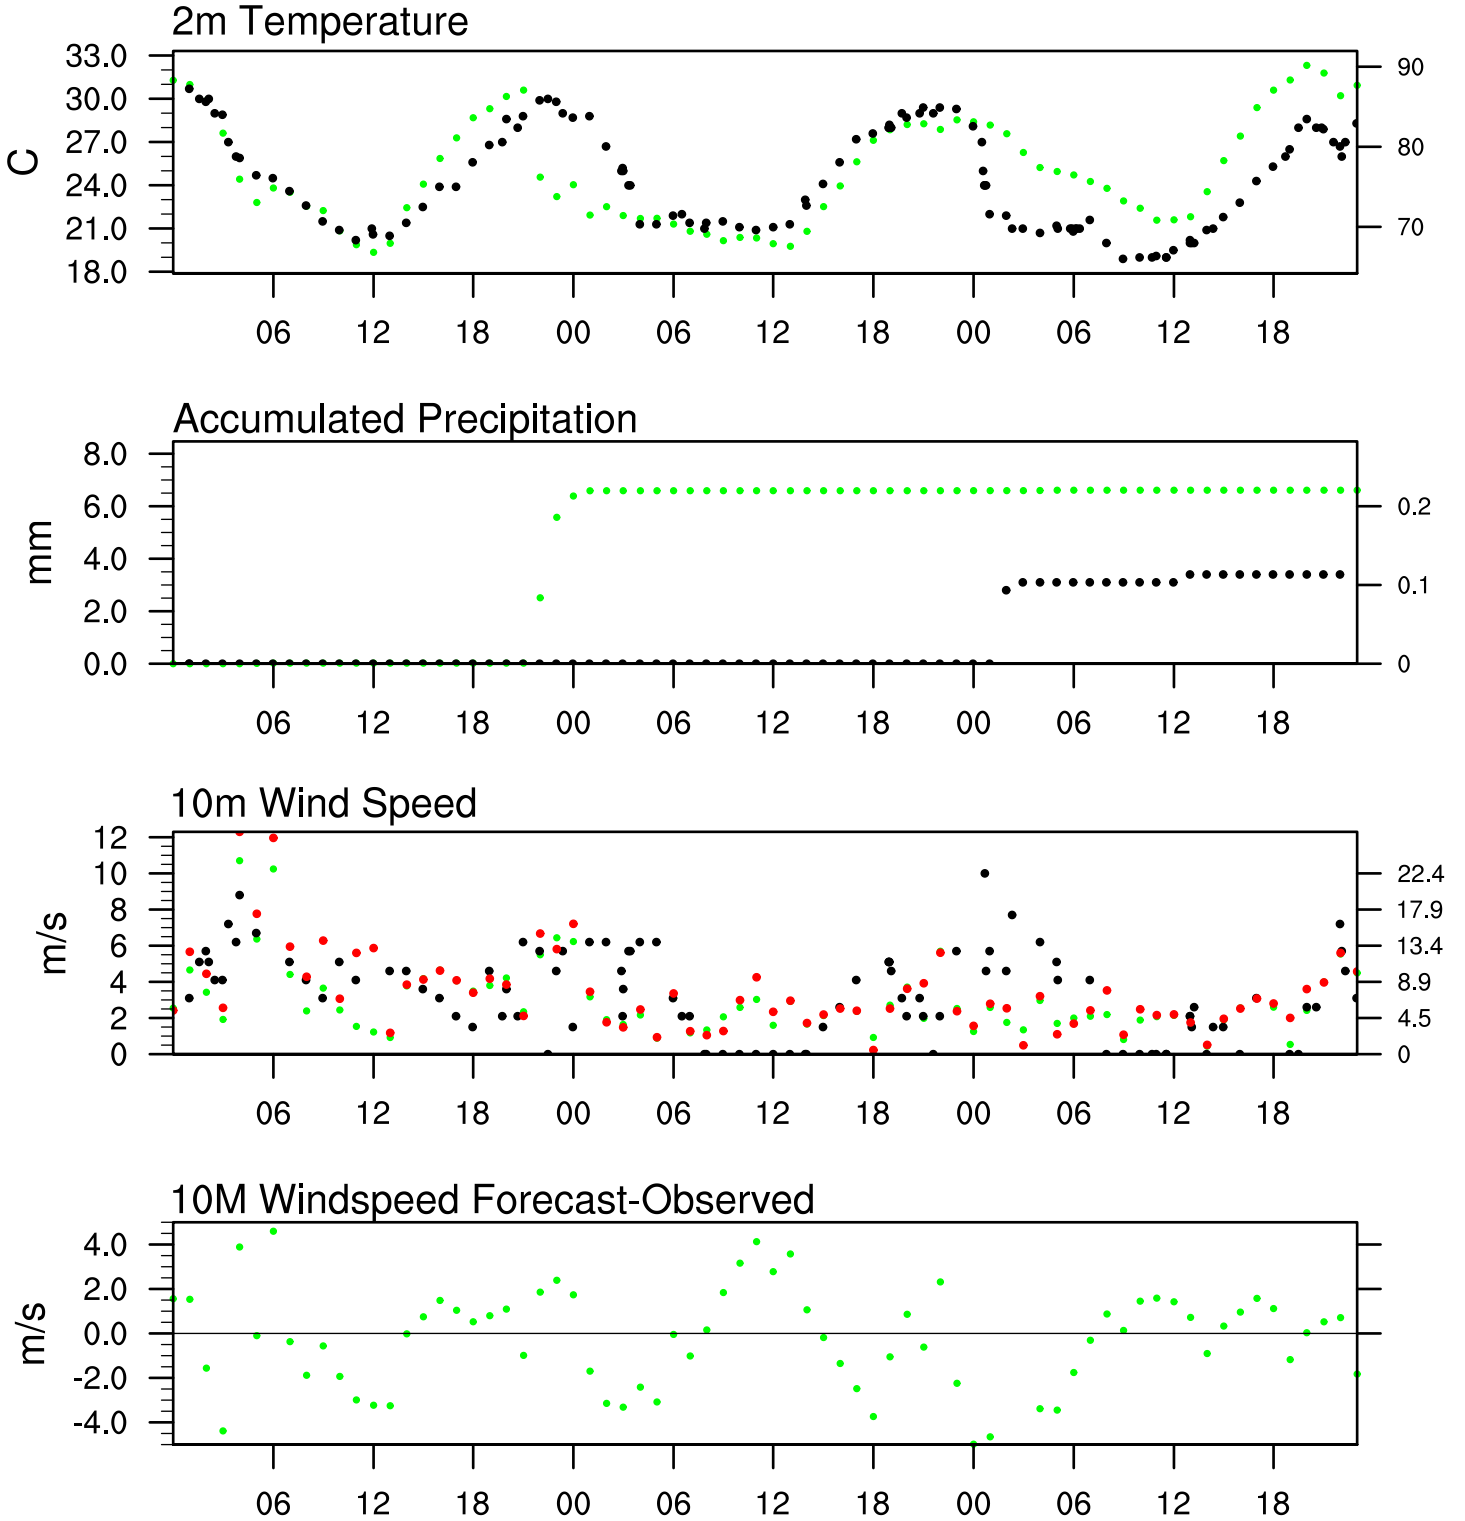 2m Temperature
33.0
30.0
27.0
24.0
21.0
18.0
C
90
80
70
06 12 18 00 06 12 18 00 06 12 18
Accumulated Precipitation
8.0
6.0
4.0
2.0
0.0
mm
0.2
0.1
0
06 12 18 00 06 12 18 00 06 12 18
10m Wind Speed
12
10
8
6
4
2
0
m/s
22.4
17.9
13.4
8.9
4.5
0
06 12 18 00 06 12 18 00 06 12 18
10M Windspeed Forecast-Observed
4.0
2.0
0.0
-2.0
-4.0
m/s
06 12 18 00 06 12 18 00 06 12 18